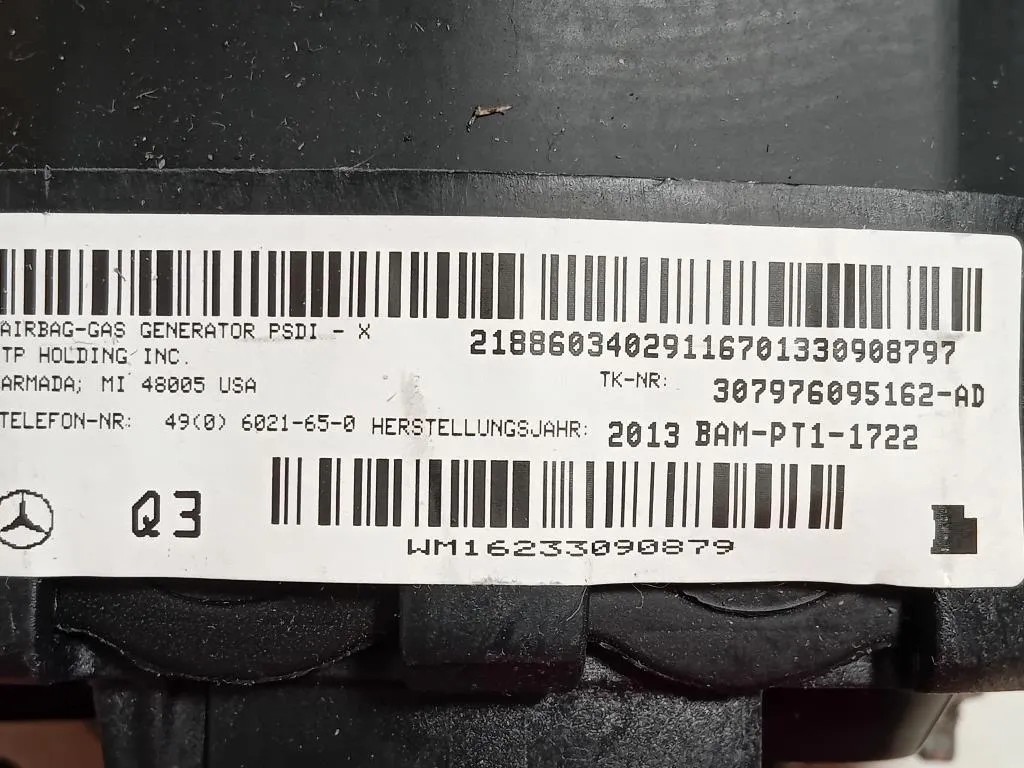 AIRBAG-GAS GENERATOR PSDI - X
21886034029116701330908797
TP HOLDING INC.
TK-NR: 307976095162-AD
ARMADA; MI 48005 USA
TELEFON-NR: 49(0) 6021-65-0 HERSTELLUNGSJAHR: 2013 BAM-PT1-1722
Q3
WM16233090879